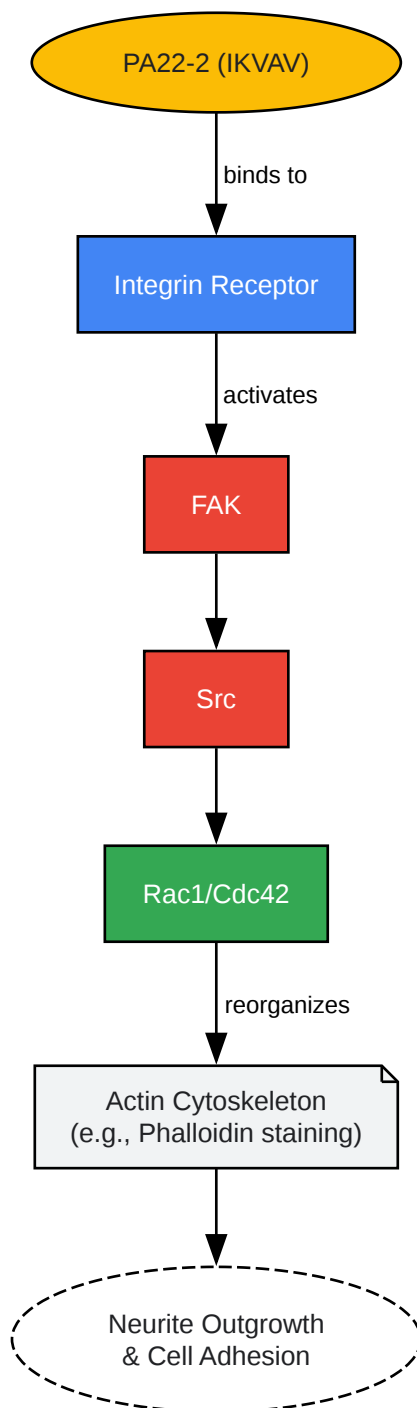 PA22-2 (IKVAV)
binds to
Integrin Receptor
activates
FAK
Src
Rac1/Cdc42
reorganizes
Actin Cytoskeleton
(e.g., Phalloidin staining)
Neurite Outgrowth
& Cell Adhesion